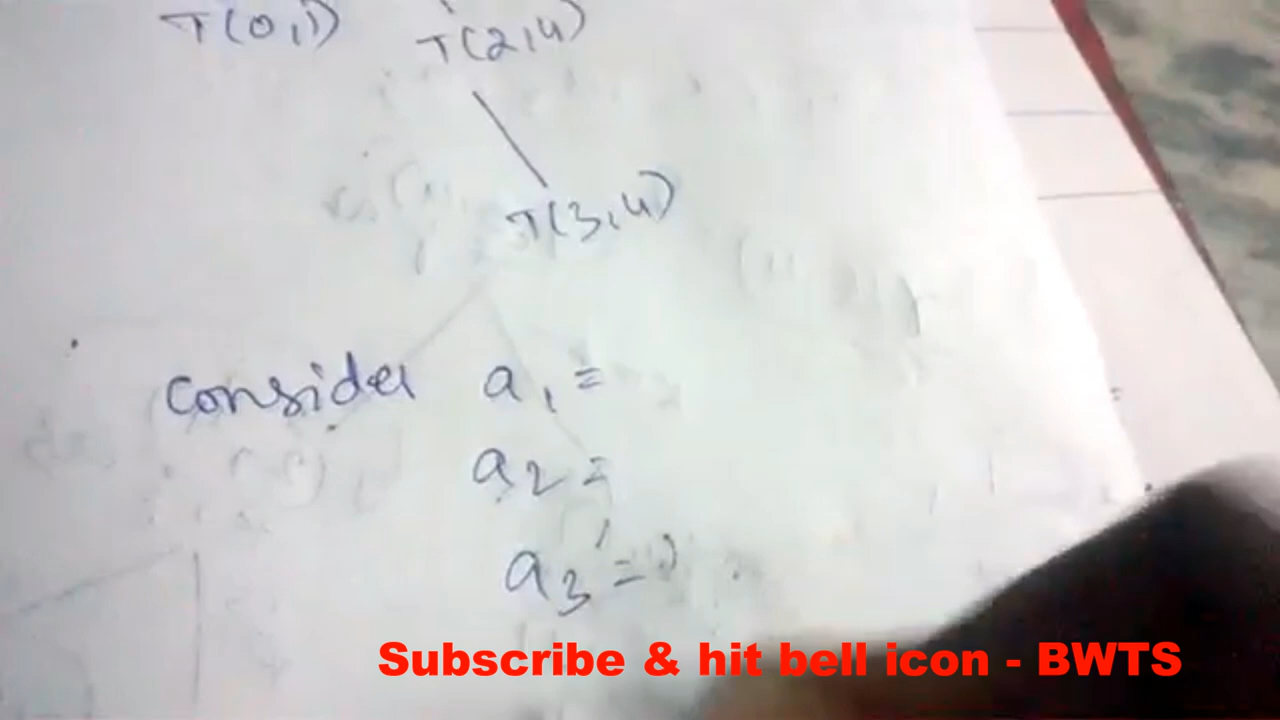 T(0,1) T(2,4)
T(3,4)
Consider a1 =
a2 =
a3 =
Subscribe & hit bell icon - BWTS